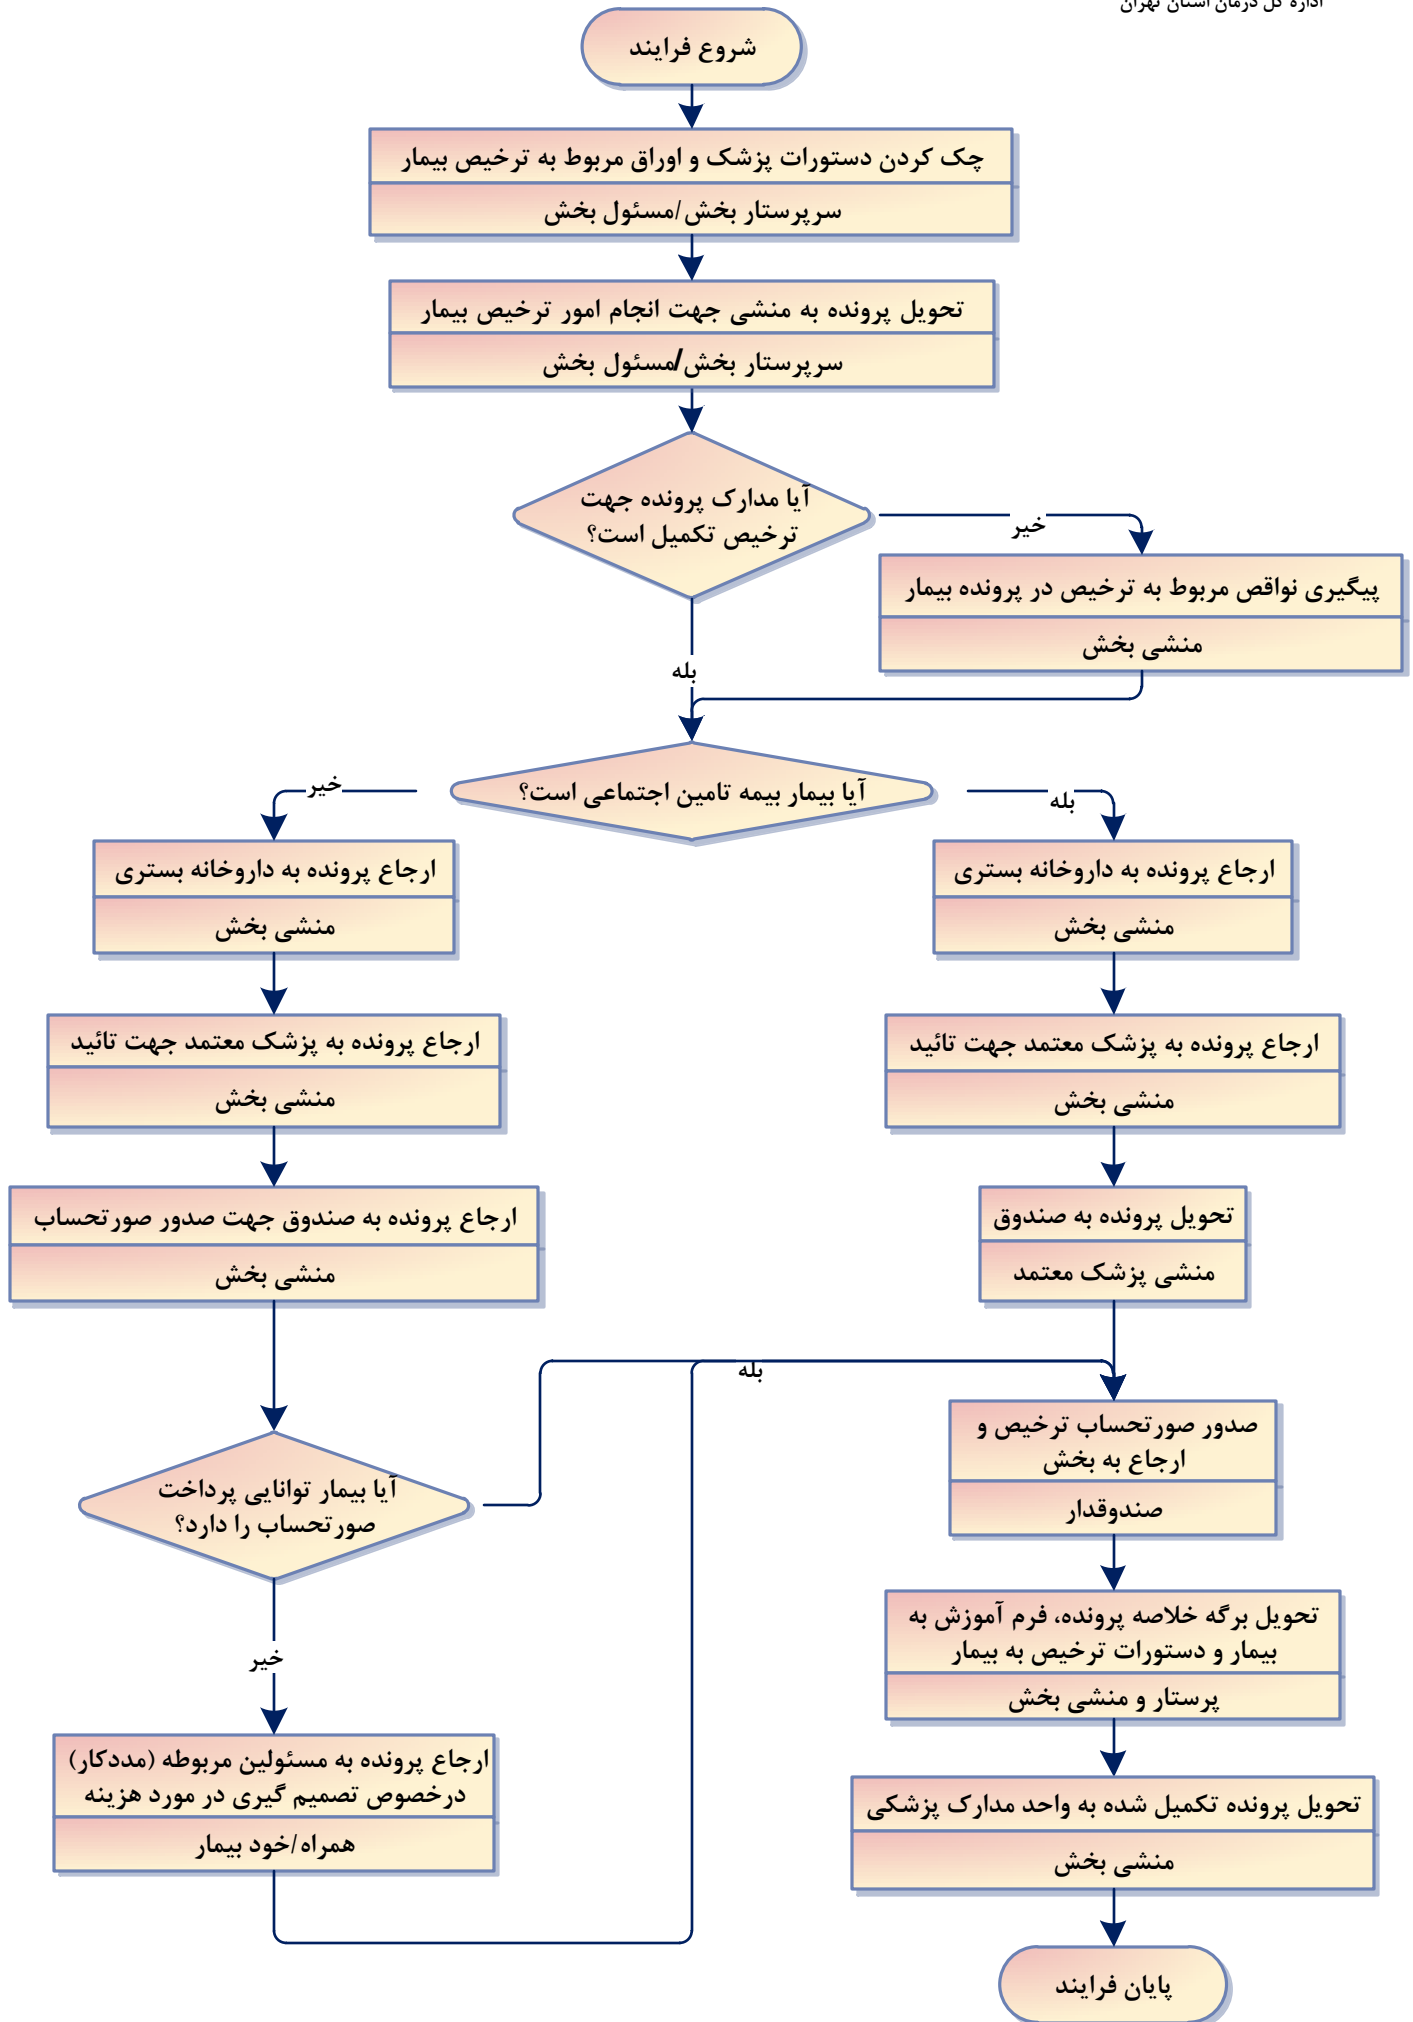 اداره کل درمان استان تهران
شروع فرایند
چک کردن دستورات پزشک و اوراق مربوط به ترخیص بیمار
سرپرستار بخش/مسئول بخش
تحویل پرونده به منشی جهت انجام امور ترخیص بیمار
سرپرستار بخش/مسئول بخش
آیا مدارک پرونده جهت
ترخیص تکمیل است؟
خیر
پیگیری نواقص مربوط به ترخیص در پرونده بیمار
منشی بخش
بله
آیا بیمار بیمه تامین اجتماعی است؟
بله
خیر
ارجاع پرونده به داروخانه بستری
منشی بخش
ارجاع پرونده به داروخانه بستری
منشی بخش
ارجاع پرونده به پزشک معتمد جهت تائید
منشی بخش
ارجاع پرونده به پزشک معتمد جهت تائید
منشی بخش
تحویل پرونده به صندوق
منشی پزشک معتمد
ارجاع پرونده به صندوق جهت صدور صورتحساب
منشی بخش
بله
صدور صورتحساب ترخیص و
ارجاع به بخش
صندوقدار
آیا بیمار توانایی پرداخت
صورتحساب را دارد؟
خیر
تحویل برگه خلاصه پرونده، فرم آموزش به
بیمار و دستورات ترخیص به بیمار
پرستار و منشی بخش
ارجاع پرونده به مسئولین مربوطه (مددکار)
درخصوص تصمیم گیری در مورد هزینه
همراه/خود بیمار
تحویل پرونده تکمیل شده به واحد مدارک پزشکی
منشی بخش
پایان فرایند